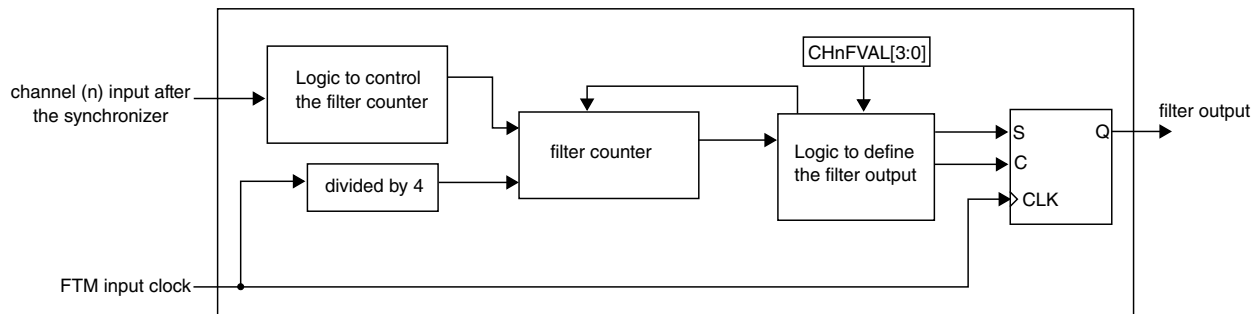 CHnFVAL[3:0]
Logic to control
the filter counter
channel (n) input after
the synchronizer
filter output
S
Q
filter counter
Logic to define
the filter output
C
divided by 4
CLK
FTM input clock